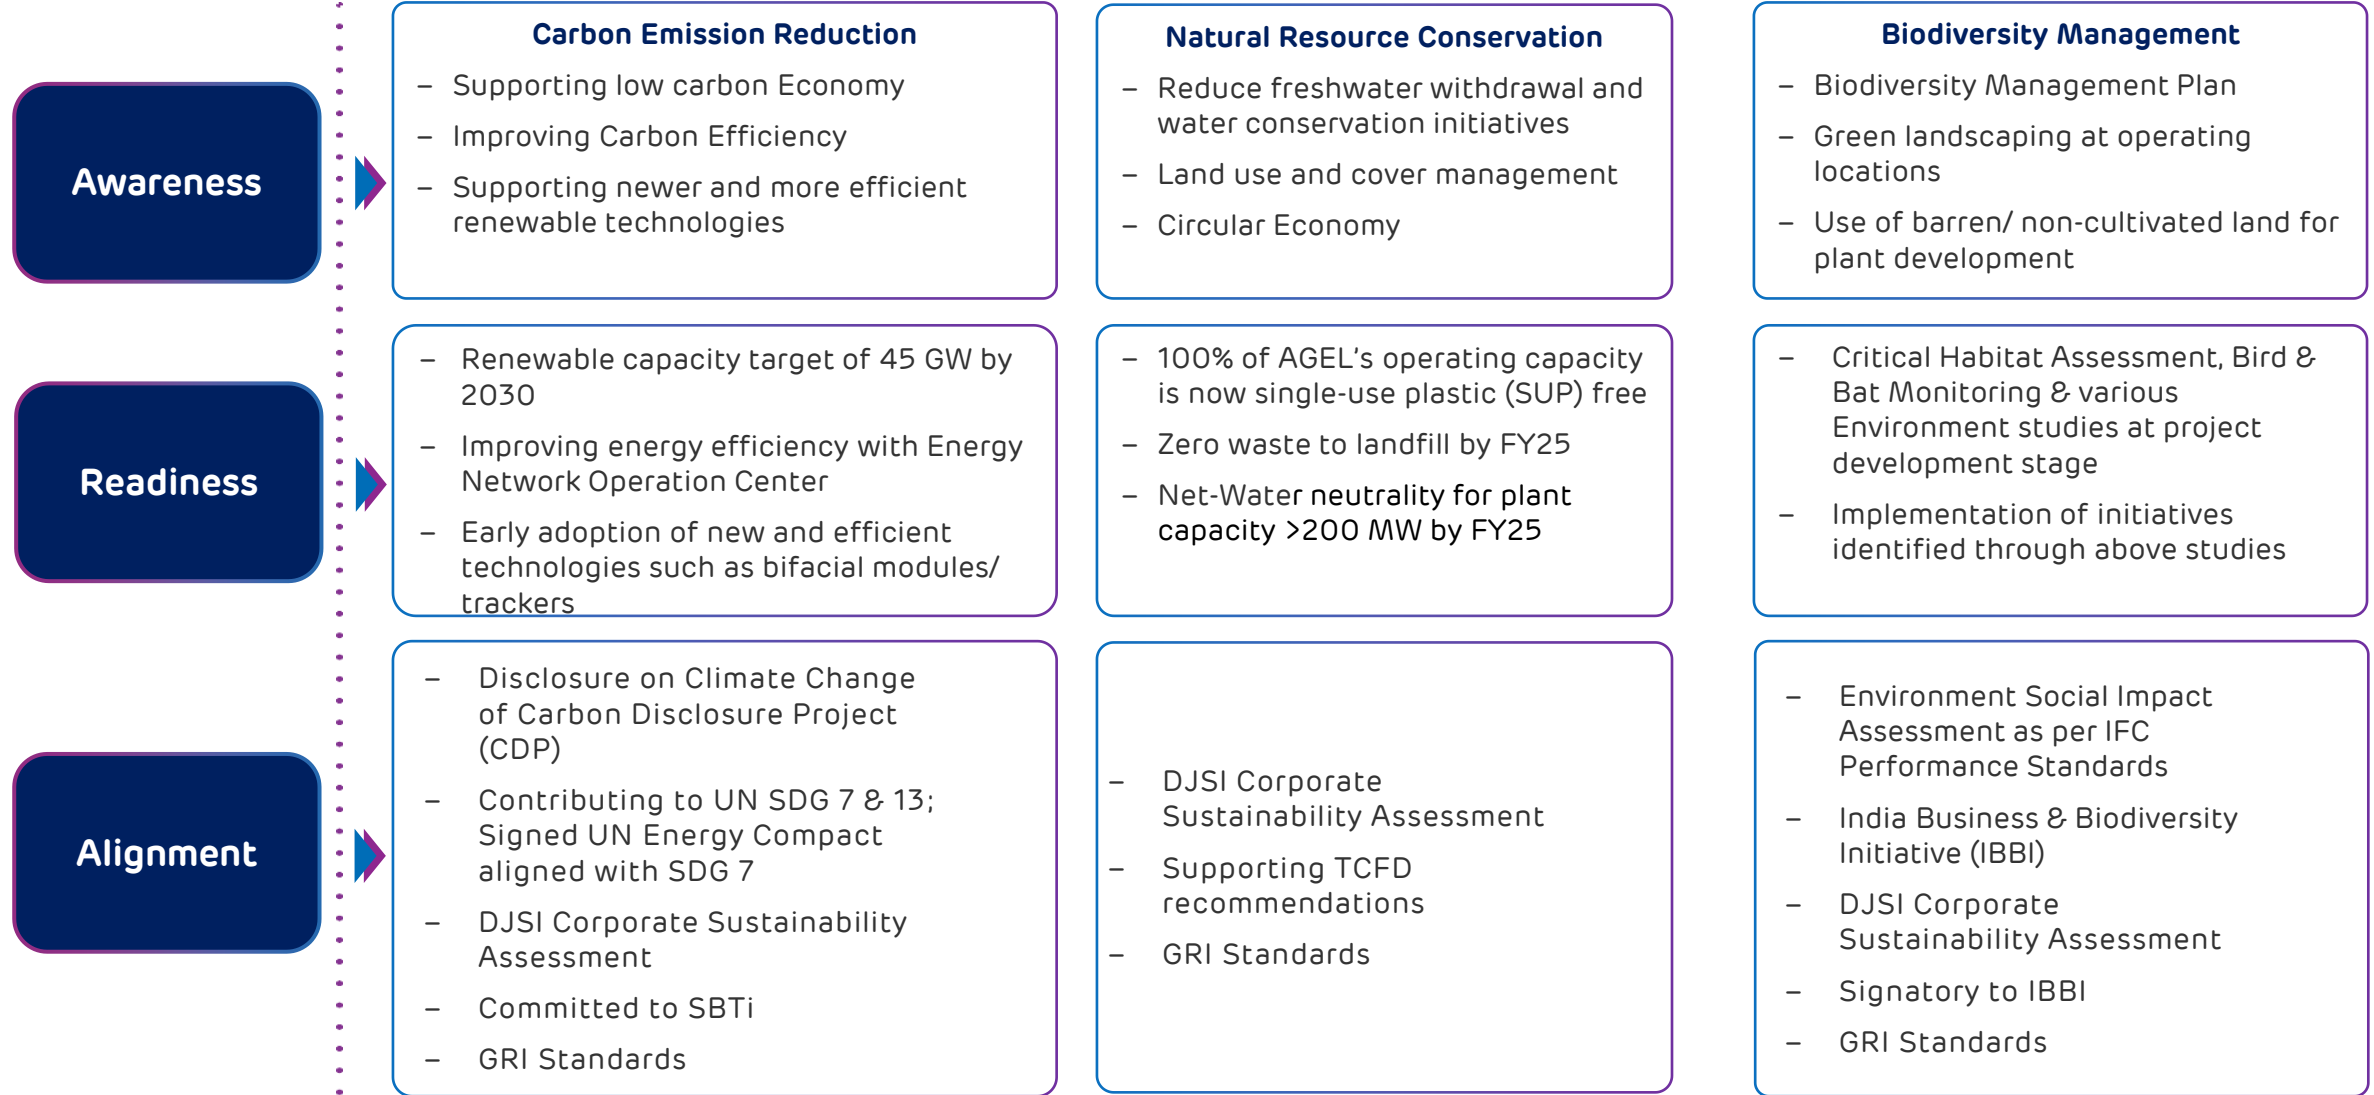 Awareness
Carbon Emission Reduction
– Supporting low carbon Economy
– Improving Carbon Efficiency
– Supporting newer and more efficient
renewable technologies
Natural Resource Conservation
– Reduce freshwater withdrawal and
water conservation initiatives
– Land use and cover management
– Circular Economy
Biodiversity Management
– Biodiversity Management Plan
– Green landscaping at operating
locations
– Use of barren/ non-cultivated land for
plant development
Readiness
– Renewable capacity target of 45 GW by
2030
– Improving energy efficiency with Energy
Network Operation Center
– Early adoption of new and efficient
technologies such as bifacial modules/
trackers
– 100% of AGEL’s operating capacity
is now single-use plastic (SUP) free
– Zero waste to landfill by FY25
– Net-Water neutrality for plant
capacity >200 MW by FY25
– Critical Habitat Assessment, Bird &
Bat Monitoring & various
Environment studies at project
development stage
– Implementation of initiatives
identified through above studies
Alignment
– Disclosure on Climate Change
of Carbon Disclosure Project
(CDP)
– Contributing to UN SDG 7 & 13;
Signed UN Energy Compact
aligned with SDG 7
– DJSI Corporate Sustainability
Assessment
– Committed to SBTi
– GRI Standards
– DJSI Corporate
Sustainability Assessment
– Supporting TCFD
recommendations
– GRI Standards
– Environment Social Impact
Assessment as per IFC
Performance Standards
– India Business & Biodiversity
Initiative (IBBI)
– DJSI Corporate
Sustainability Assessment
– Signatory to IBBI
– GRI Standards